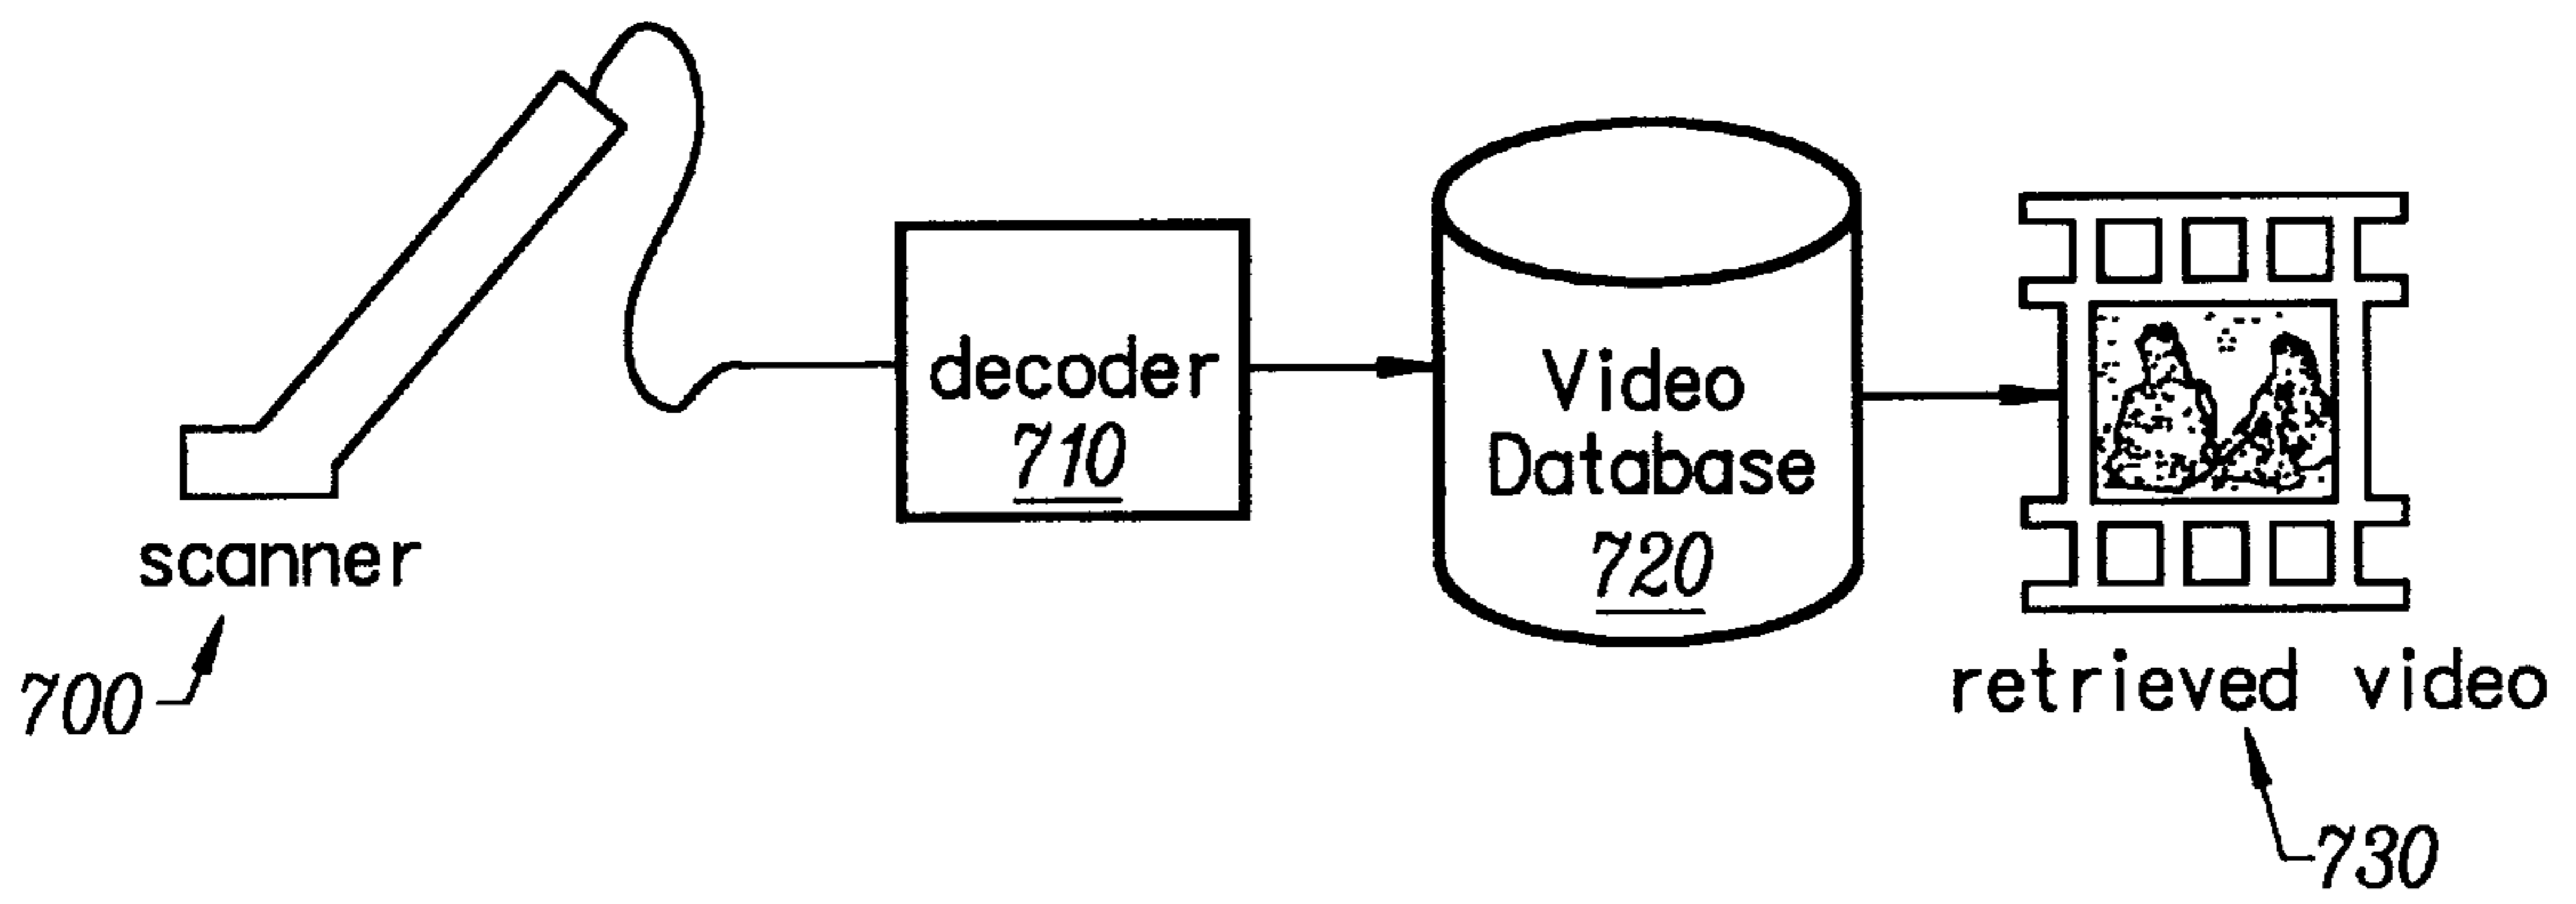 scanner
700
decoder
710
Video
Database
720
retrieved video
730